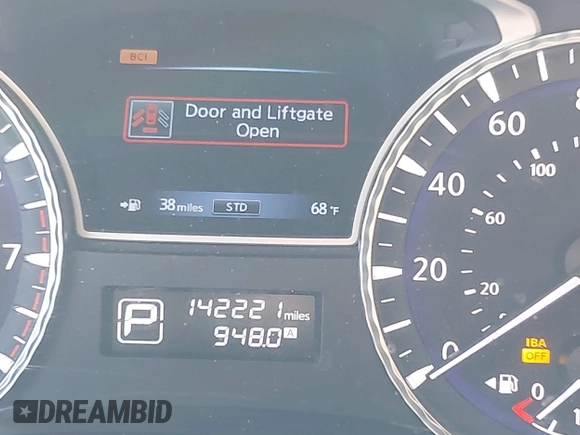 BCI
Door and Liftgate
Open
38 miles STD 68 °F
142221 miles
948.0 A
P
7
0
20
40
60
20
60
100
IBA
OFF
0
DREAMBID